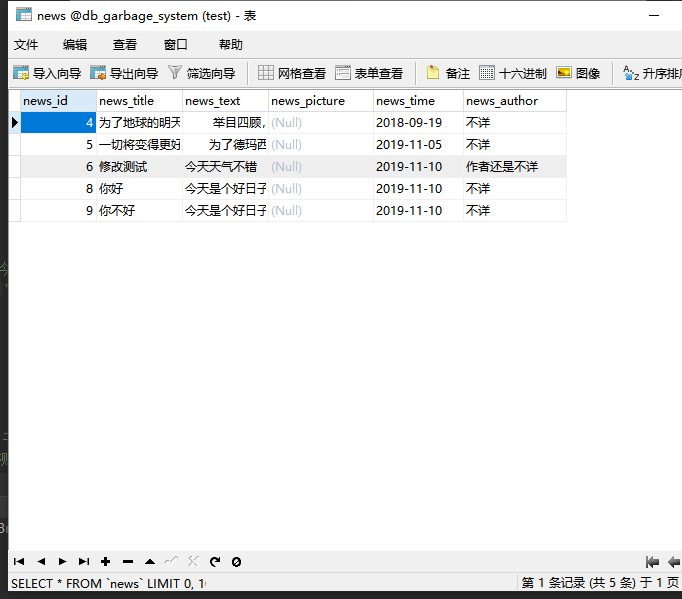 news @db_garbage_system (test) - 表
文件 编辑 查看 窗口 帮助
导入向导 导出向导 筛选向导 网格查看 表单查看 备注 十六进制 图像 升序排
news_id news_title news_text news_picture news_time news_author
4 为了地球的明天 举目四顾, (Null) 2018-09-19 不详
5 一切将变得更好 为了德玛西 (Null) 2019-11-05 不详
6 修改测试 今天天气不错 (Null) 2019-11-10 作者还是不详
8 你好 今天是个好日子 (Null) 2019-11-10 不详
9 你不好 今天是个好日子 (Null) 2019-11-10 不详
SELECT * FROM `news` LIMIT 0, 1 第 1 条记录 (共 5 条) 于 1 页